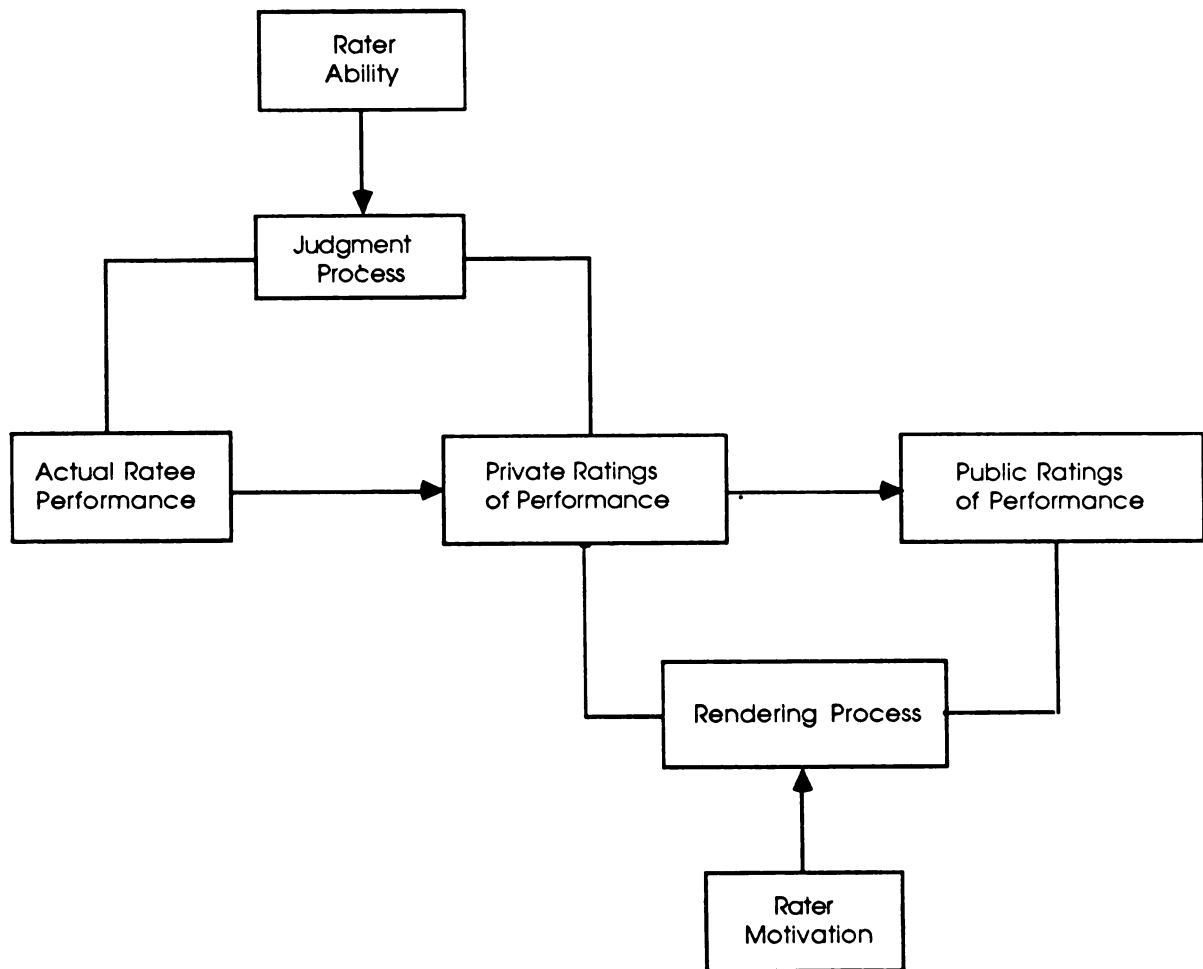 Rater
Ability
Judgment
Process
Actual Ratee
Performance
Private Ratings
of Performance
Public Ratings
of Performance
Rendering Process
Rater
Motivation